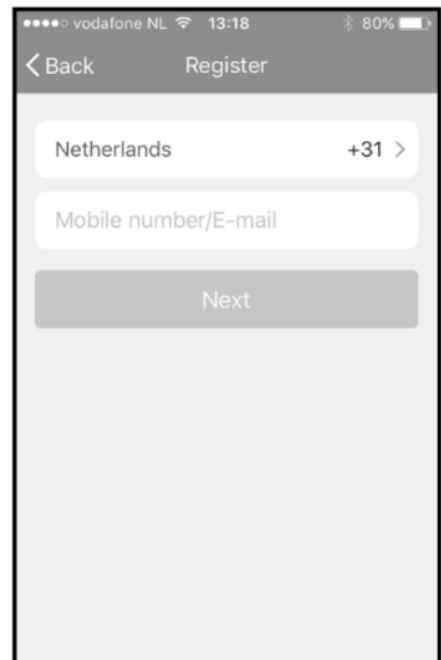 vodafone NL 13:18 80%
Back Register
Netherlands +31
Mobile number/E-mail
Next